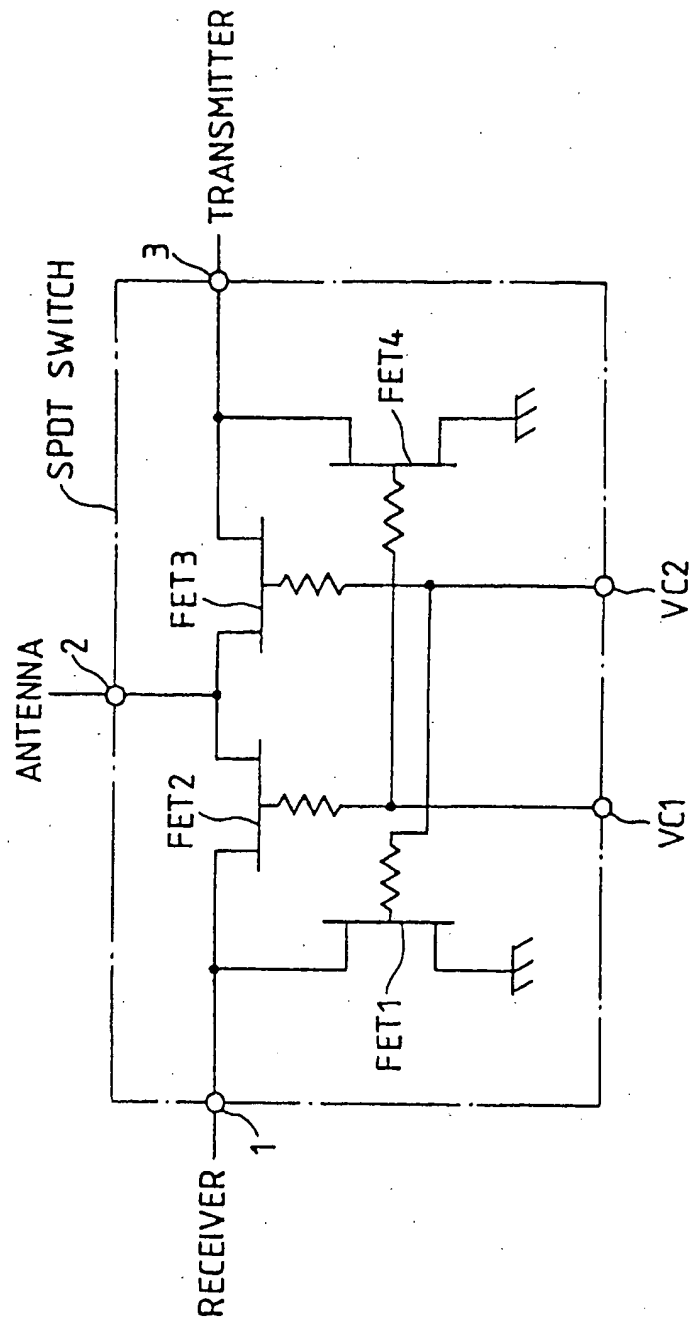 ANTENNA
2
SPDT SWITCH
3
TRANSMITTER
RECEIVER
1
FET2
FET3
FET1
FET4
VC1
VC2